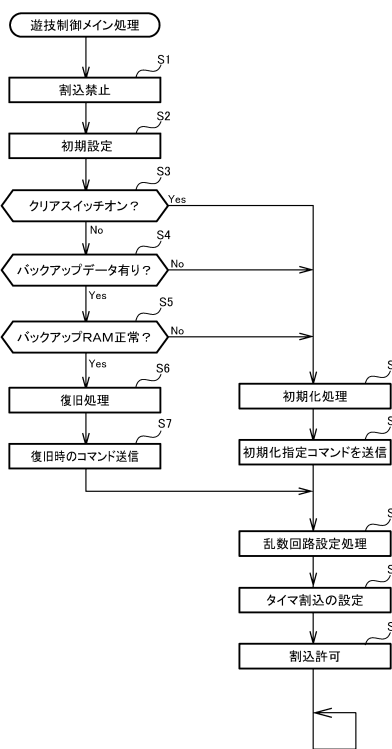 遊技制御メイン処理
S1
割込禁止
S2
初期設定
S3
クリアスイッチオン？
Yes
No
S4
バックアップデータ有り？
No
Yes
S5
バックアップRAM正常？
No
Yes
S6
復旧処理
S7
復旧時のコマンド送信
S
初期化処理
S
初期化指定コマンドを送信
S
乱数回路設定処理
S
タイマ割込の設定
S
割込許可